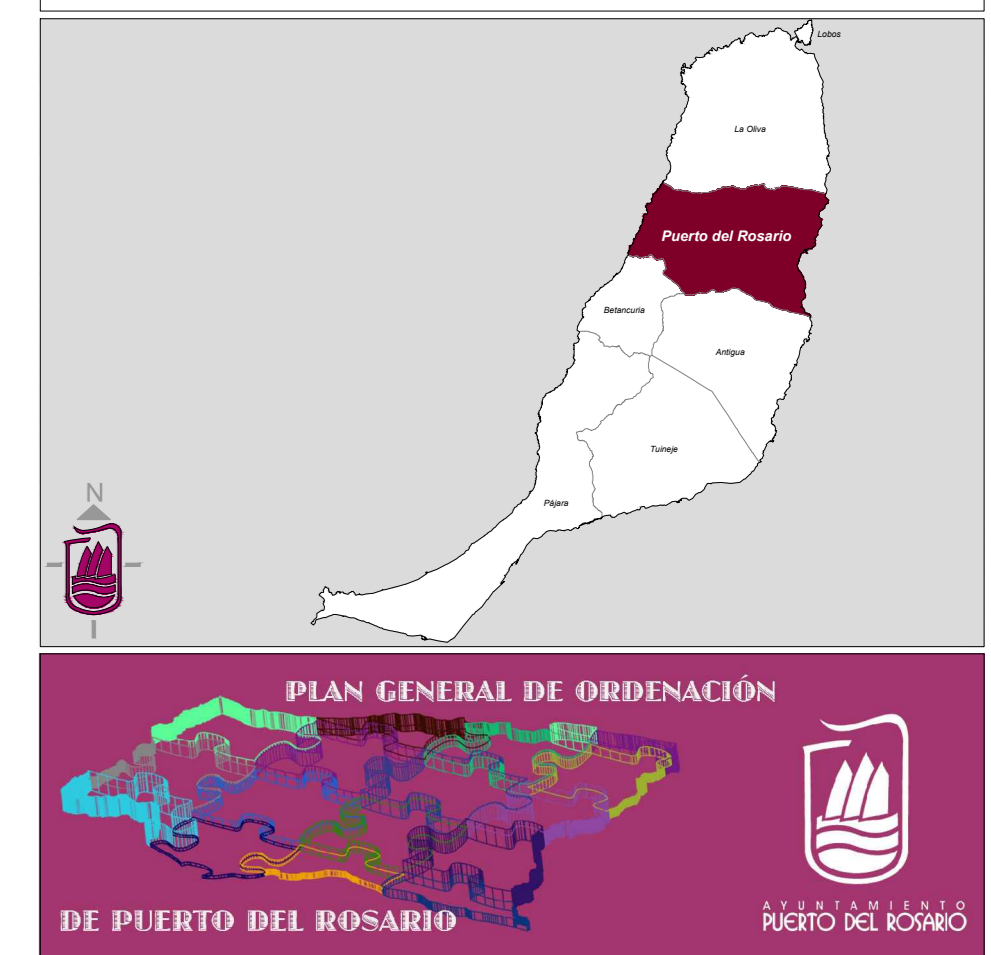 Lobos
La Oliva
Puerto del Rosario
Betancuria
Antigua
Tuineje
Pájara
N
PLAN GENERAL DE ORDENACIÓN
DE PUERTO DEL ROSARIO
AYUNTAMIENTO
PUERTO DEL ROSARIO